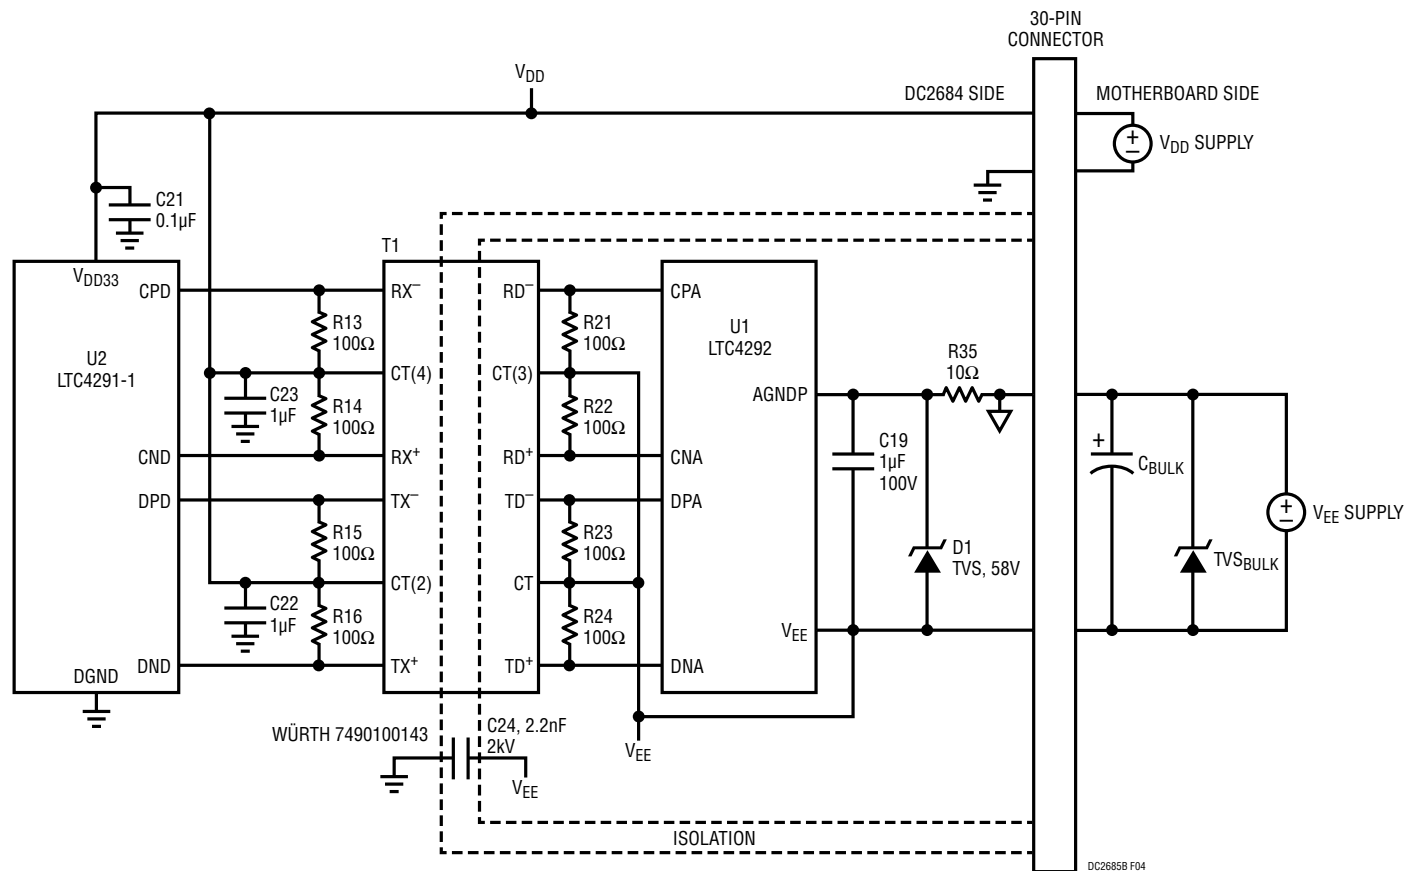 30-PIN
CONNECTOR
VDD
DC2684 SIDE
MOTHERBOARD SIDE
+
–
VDD SUPPLY
C21
0.1µF
T1
VDD33
CPD
RX–
RD–
CPA
R13
100Ω
R21
100Ω
U1
LTC4292
U2
LTC4291-1
CT(4)
CT(3)
R35
10Ω
C23
1µF
R14
100Ω
R22
100Ω
AGNDP
C19
1µF
100V
+
CBULK
CND
RX+
RD+
CNA
DPD
TX–
TD–
DPA
+
–
VEE SUPPLY
R15
100Ω
R23
100Ω
D1
TVS, 58V
TVSBULK
CT(2)
CT
C22
1µF
R16
100Ω
R24
100Ω
VEE
DND
TX+
TD+
DNA
DGND
WÜRTH 7490100143
C24, 2.2nF
2kV
VEE
VEE
ISOLATION
DC2685B F04